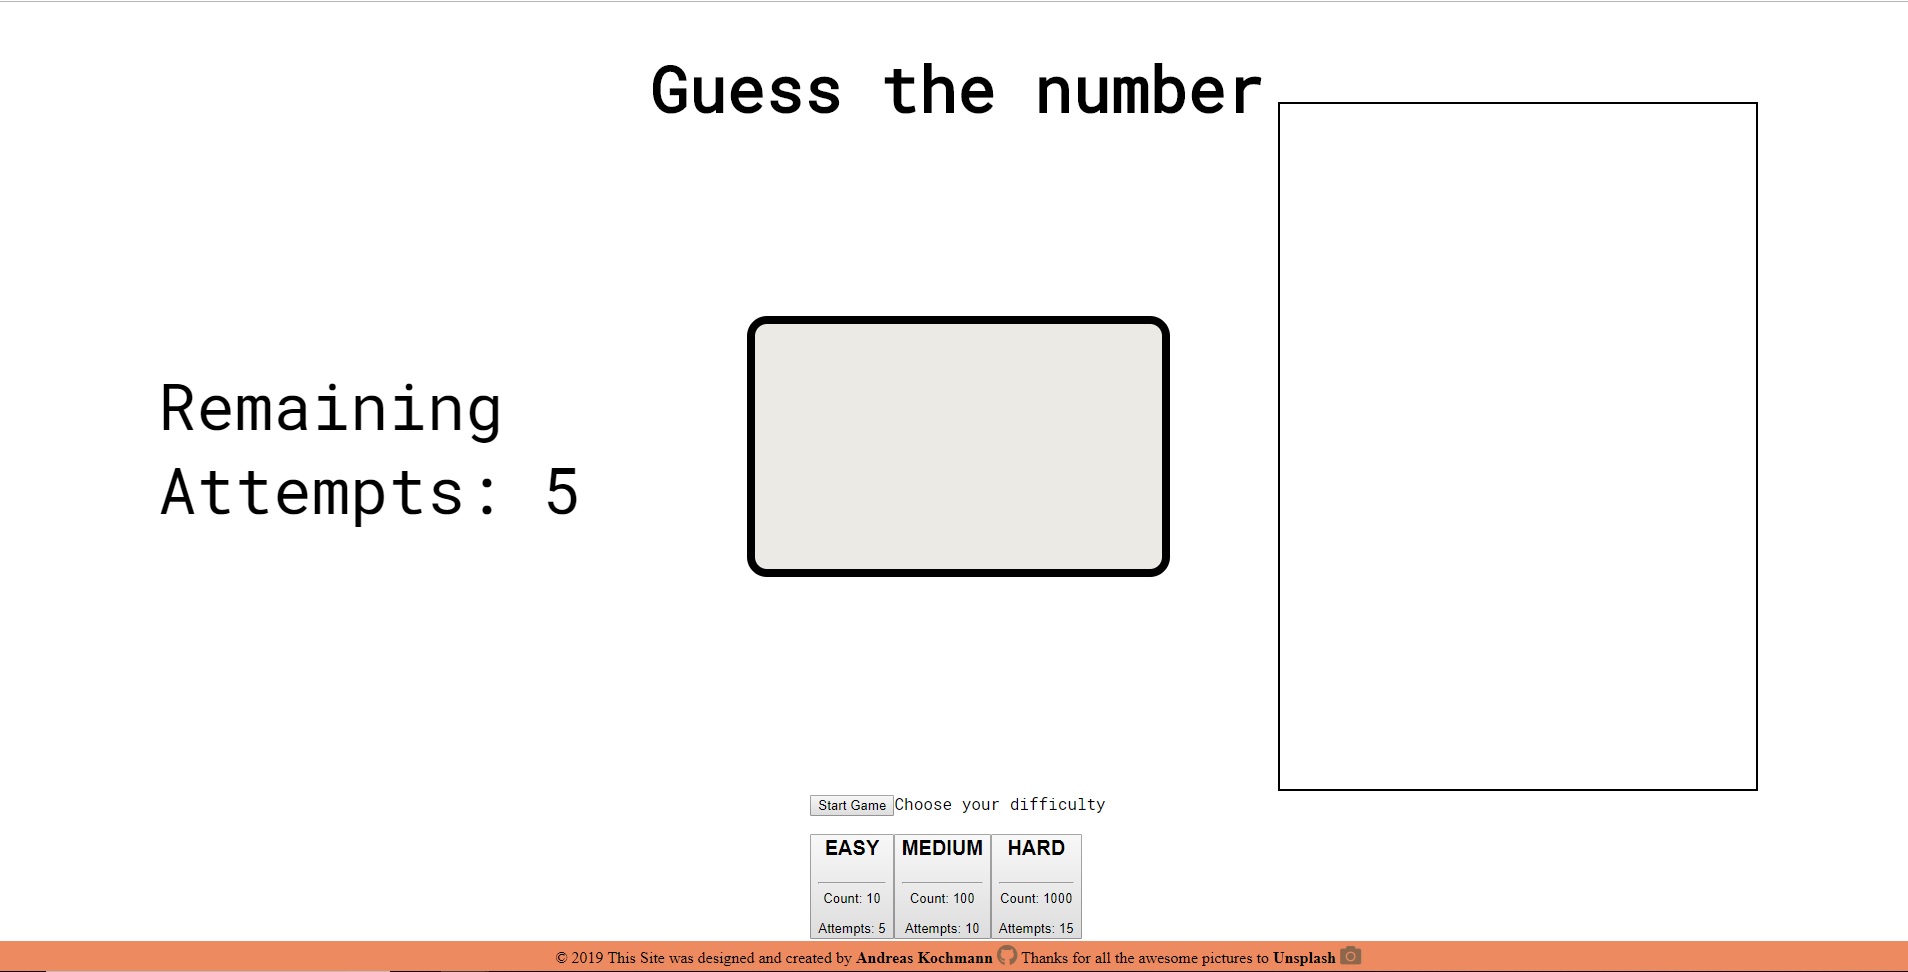 Guess the number
Remaining
Attempts: 5
Start Game Choose your difficulty
EASY MEDIUM HARD
Count: 10 Count: 100 Count: 1000
Attempts: 5 Attempts: 10 Attempts: 15
© 2019 This Site was designed and created by Andreas Kochmann Thanks for all the awesome pictures to Unsplash